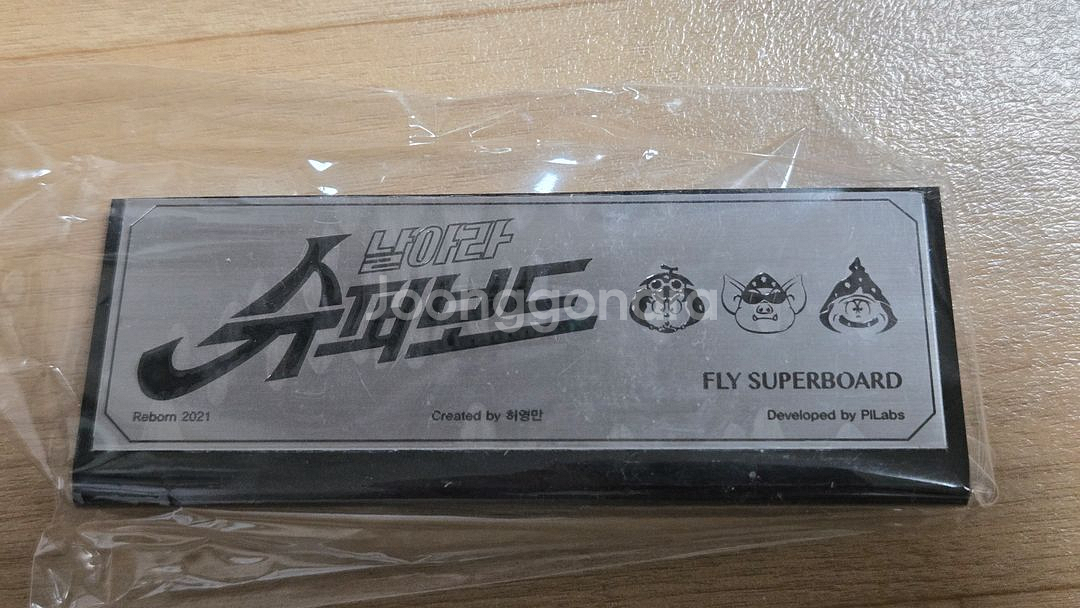 날아라
슈퍼보드
Joonggonara
FLY SUPERBOARD
Reborn 2021
Created by 허영만
Developed by PILabs